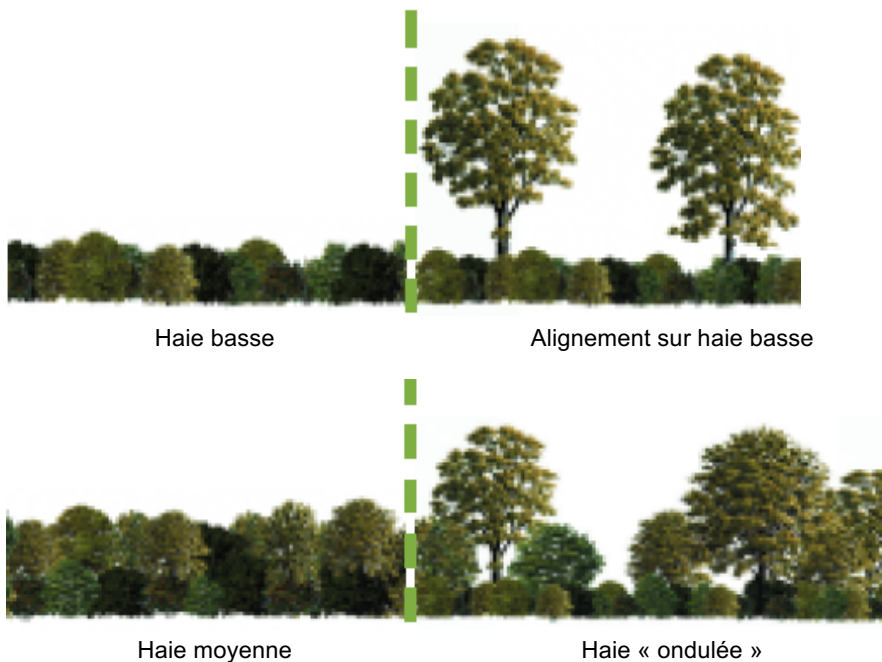 Haie basse
Alignement sur haie basse
Haie moyenne
Haie « ondulée »